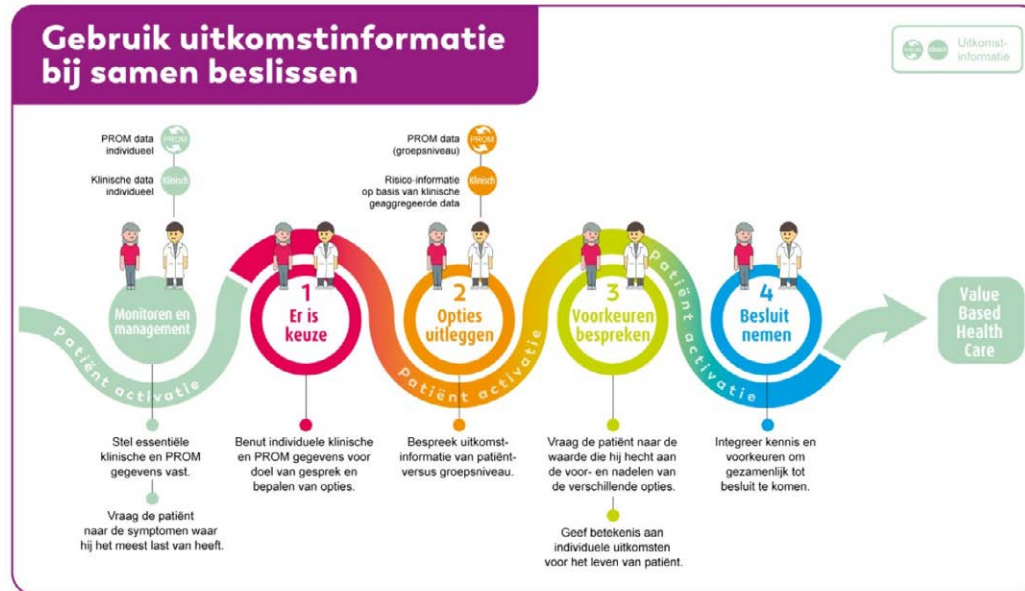 Gebruik uitkomstinformatie
bij samen beslissen
PROM
Klinisch
Uitkomst-
informatie
PROM data
individueel
PROM
Klinische data
individueel
Klinisch
PROM data
(groepsniveau)
PROM
Risico-informatie
op basis van klinische
geaggregeerde data
Klinisch
Monitoren en
management
1
Er is
keuze
2
Opties
uitleggen
3
Voorkeuren
bespreken
4
Besluit
nemen
Value
Based
Health
Care
Patiënt activatie
Patiënt activatie
Patiënt activatie
Stel essentiële
klinische en PROM
gegevens vast.
Vraag de patiënt
naar de symptomen waar
hij het meest last van heeft.
Benut individuele klinische
en PROM gegevens voor
doel van gesprek en
bepalen van opties.
Bespreek uitkomst-
informatie van patiënt-
versus groepsniveau.
Vraag de patiënt naar de
waarde die hij hecht aan
de voor- en nadelen van
de verschillende opties.
Geef betekenis aan
individuele uitkomsten
voor het leven van patiënt.
Integreer kennis en
voorkeuren om
gezamenlijk tot
besluit te komen.